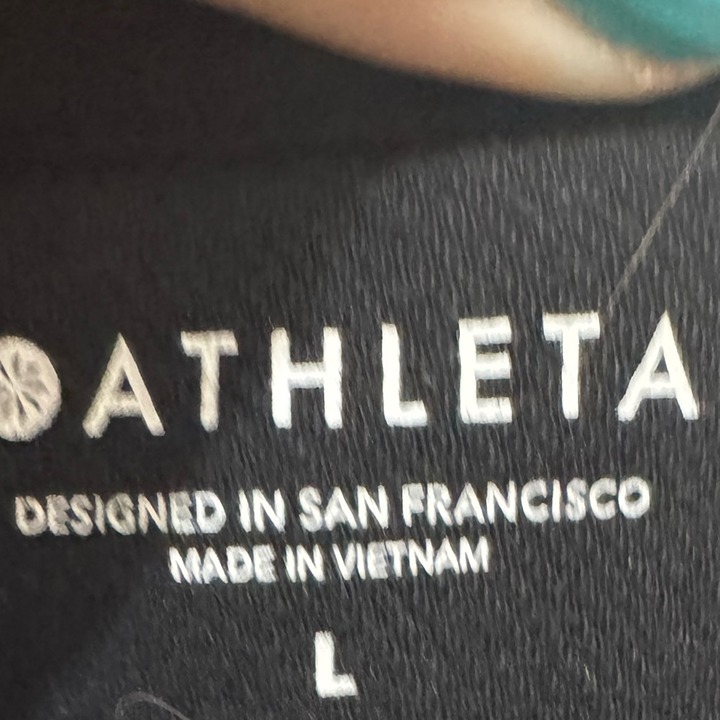 ATHLETA
DESIGNED IN SAN FRANCISCO
MADE IN VIETNAM
L